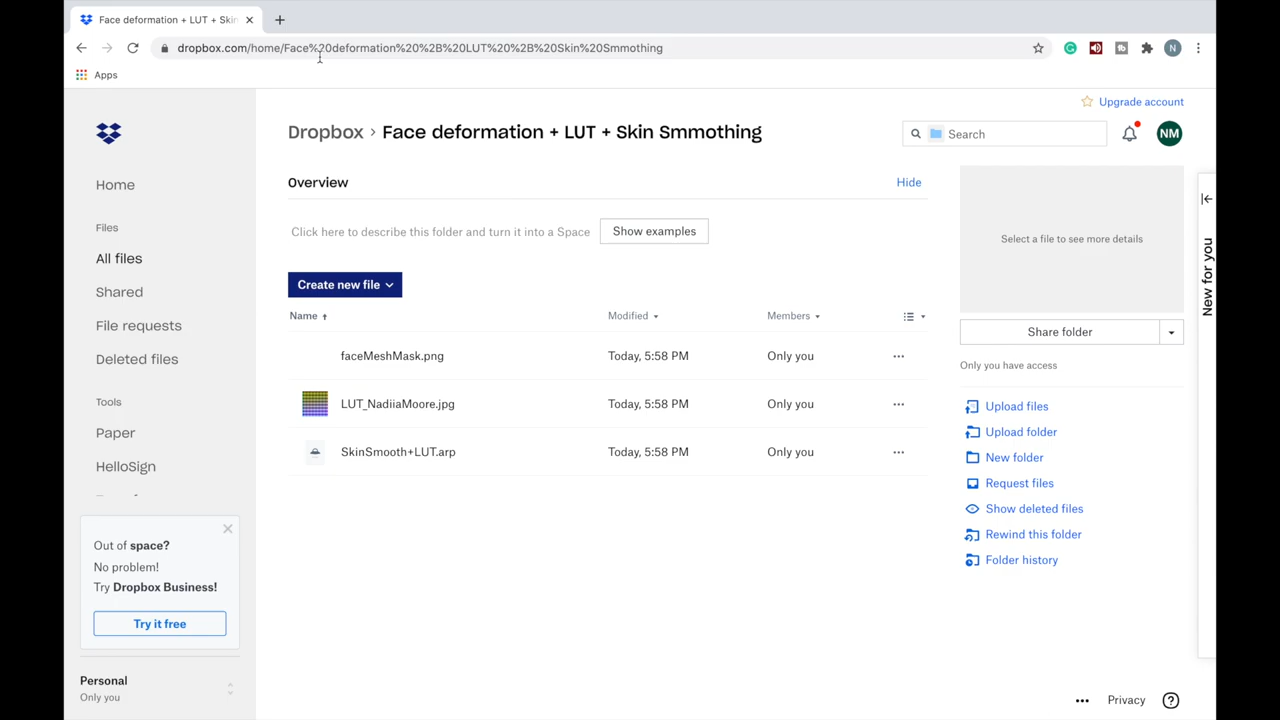 Face deformation + LUT + Skin
dropbox.com/home/Face%20deformation%20%2B%20LUT%20%2B%20Skin%20Smmothing
N
Apps
Upgrade account
Dropbox › Face deformation + LUT + Skin Smmothing
Search
NM
Home
Overview
Hide
Files
Click here to describe this folder and turn it into a Space
Show examples
Select a file to see more details
New for you
All files
Create new file
Shared
Name
Modified
Members
File requests
Share folder
Deleted files
faceMeshMask.png
Today, 5:58 PM
Only you
Only you have access
Tools
LUT_NadiiaMoore.jpg
Today, 5:58 PM
Only you
Upload files
Paper
Upload folder
SkinSmooth+LUT.arp
Today, 5:58 PM
Only you
New folder
HelloSign
Request files
Show deleted files
Rewind this folder
Folder history
Out of space?
No problem!
Try Dropbox Business!
Try it free
Personal
Only you
Privacy